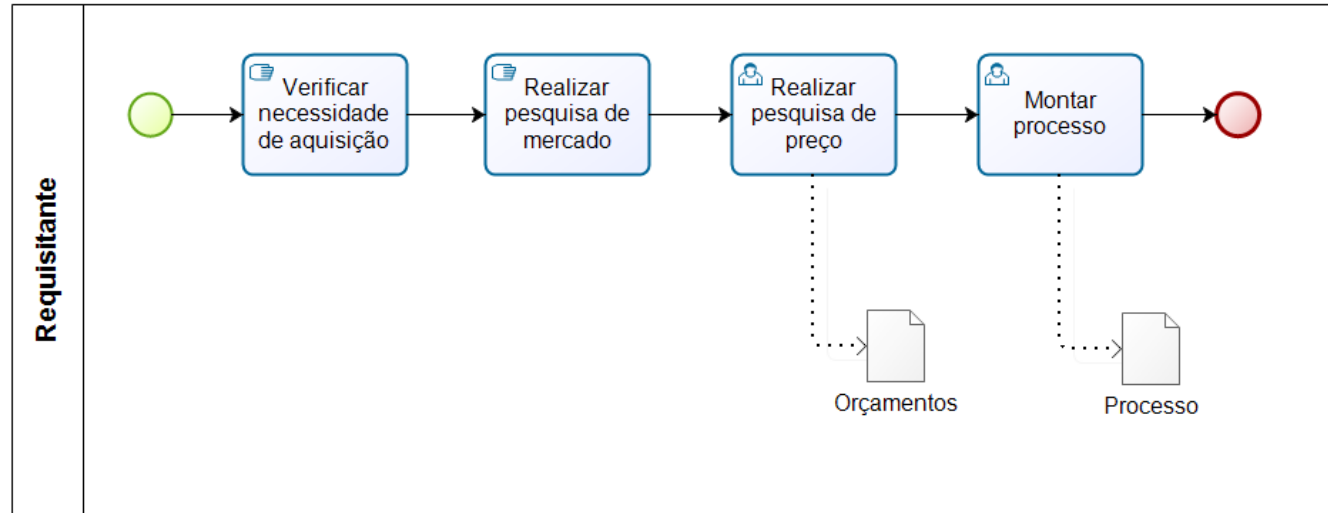 Requisitante
Verificar
necessidade
de aquisição
Realizar
pesquisa de
mercado
Realizar
pesquisa de
preço
Montar
processo
Orçamentos
Processo